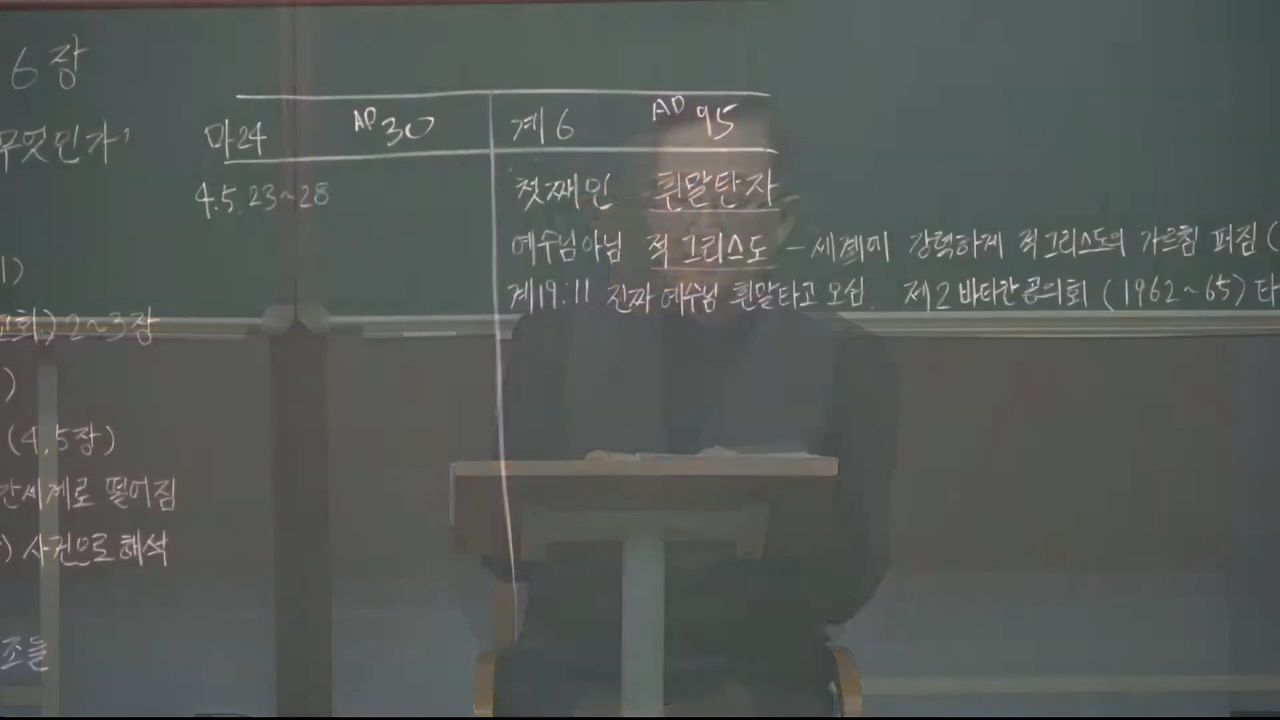 6장
무엇인가'
마24 AD 30 계6 AD 95
4.5.23~28 첫째인 흰말탄자
예수님아님 적그리스도 - 세계에 강력하게 적그리스도의 가르침 퍼짐 (
계19:11 진짜 예수님 흰말타고 오심. 제2 바티칸공의회 (1962~65)
교회) 2~3장
)
(4.5장)
간세계로 떨어짐
) 사건으로 해석
조들